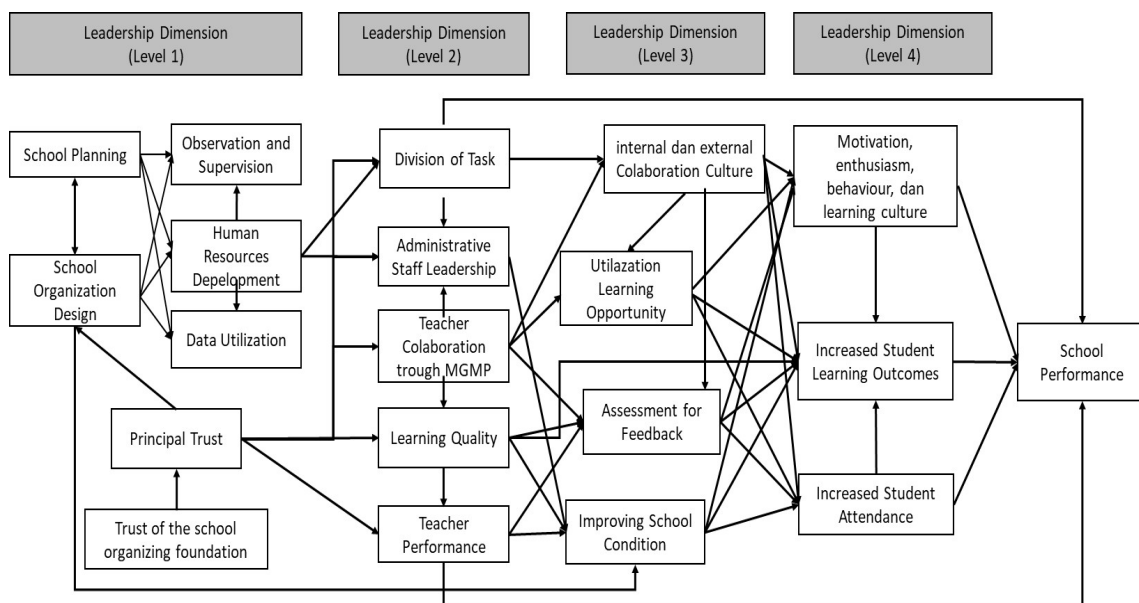 Leadership Dimension
(Level 1)
Leadership Dimension
(Level 2)
Leadership Dimension
(Level 3)
Leadership Dimension
(Level 4)
School Planning
Observation and
Supervision
School
Organization
Design
Human
Resources
Depelopment
Data Utilization
Principal Trust
Trust of the school
organizing foundation
Division of Task
Administrative
Staff Leadership
Teacher
Colaboration
trough MGMP
Learning Quality
Teacher
Performance
internal dan external
Colaboration Culture
Utilazation
Learning
Opportunity
Assessment for
Feedback
Improving School
Condition
Motivation,
enthusiasm,
behaviour, dan
learning culture
Increased Student
Learning Outcomes
Increased Student
Attendance
School
Performance